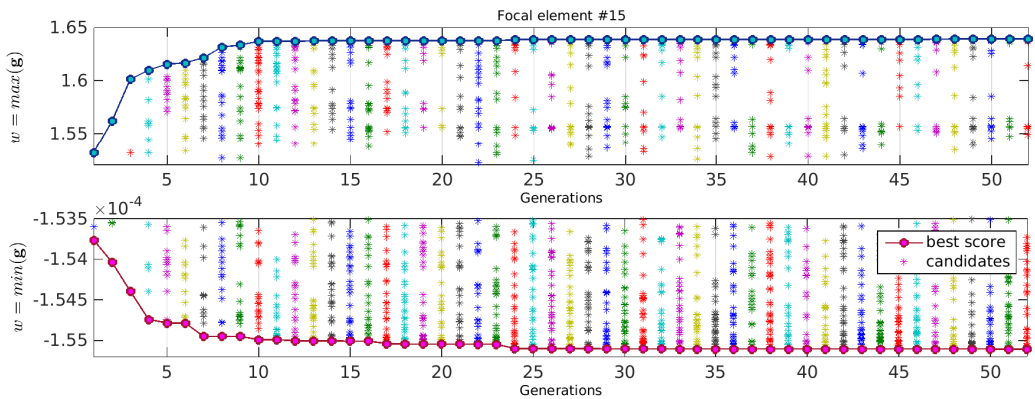 Focal element #15
w = max(g)
1.65
1.6
1.55
5 10 15 20 25 30 35 40 45 50
Generations
×10⁻⁴
w = min(g)
-1.535
-1.54
-1.545
-1.55
best score
candidates
5 10 15 20 25 30 35 40 45 50
Generations